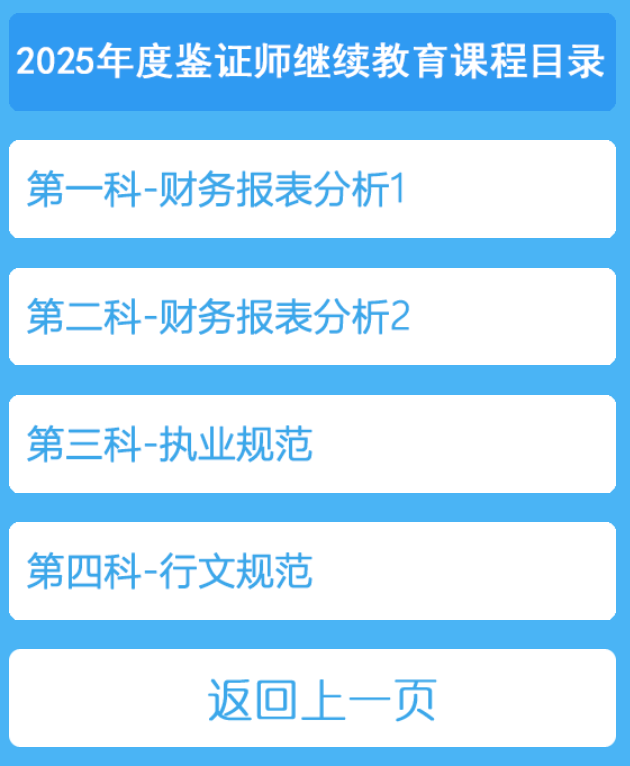 2025年度鉴证师继续教育课程目录
第一科-财务报表分析1
第二科-财务报表分析2
第三科-执业规范
第四科-行文规范
返回上一页